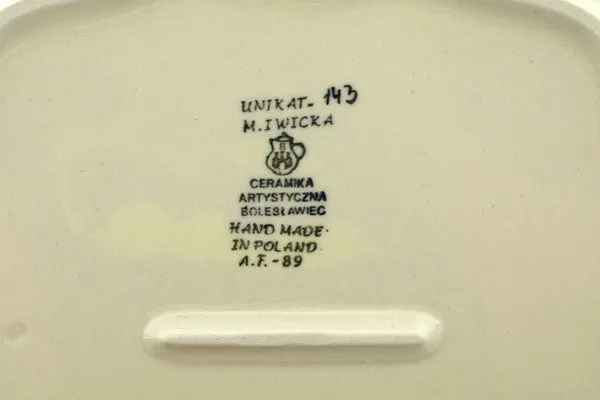 UNIKAT- 143
M. IWICKA
CERAMIKA
ARTYSTYCZNA
BOLESŁAWIEC
HAND MADE.
IN POLAND.
A.F.-89